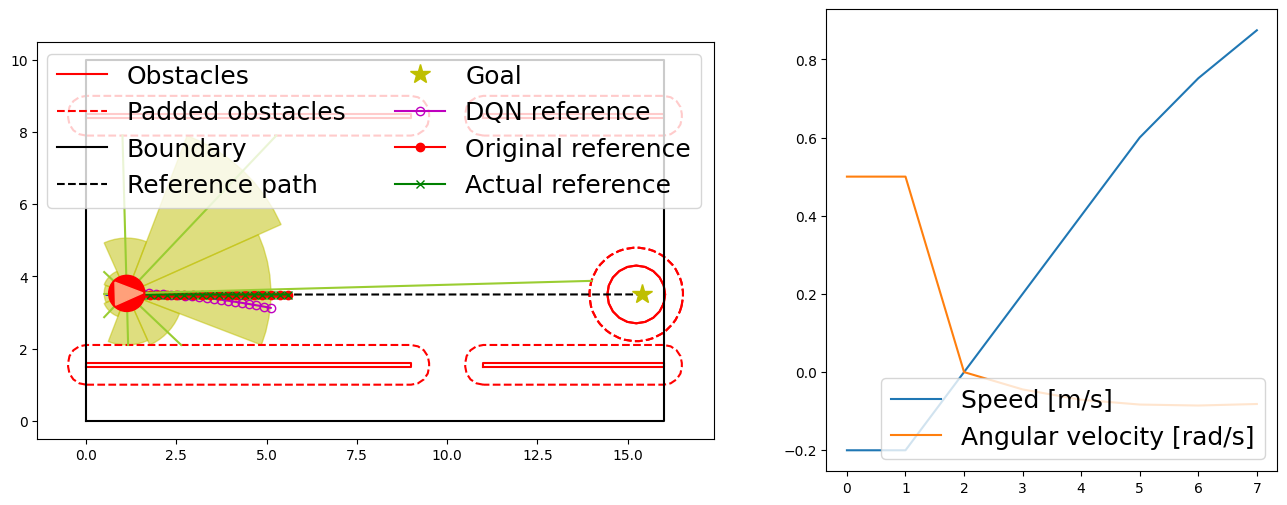 10
8
6
4
2
0
0.0 2.5 5.0 7.5 10.0 12.5 15.0
Obstacles
Padded obstacles
Boundary
Reference path
Goal
DQN reference
Original reference
Actual reference
0.8
0.6
0.4
0.2
0.0
−0.2
0 1 2 3 4 5 6 7
Speed [m/s]
Angular velocity [rad/s]